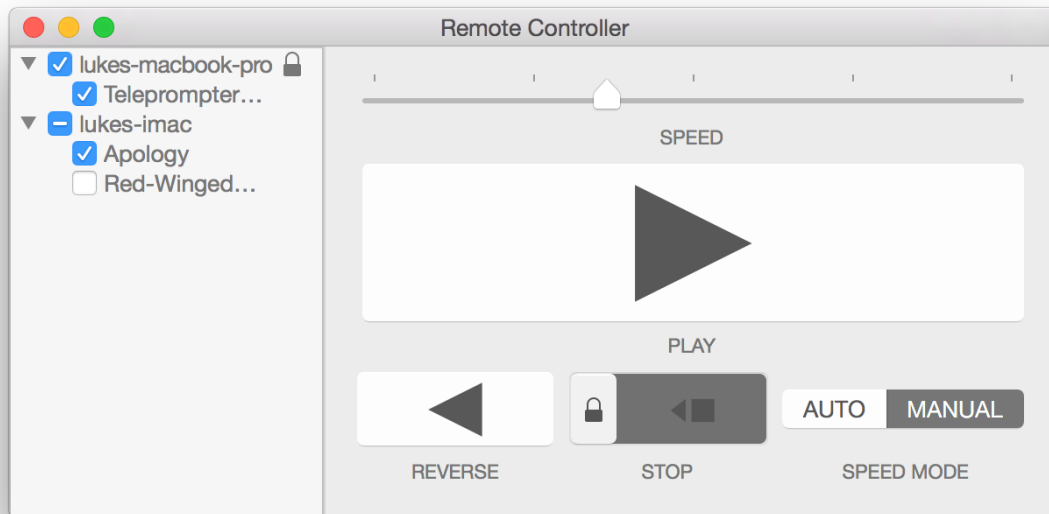 Remote Controller
lukes-macbook-pro
Teleprompter…
lukes-imac
Apology
Red-Winged…
SPEED
PLAY
AUTO MANUAL
REVERSE STOP SPEED MODE